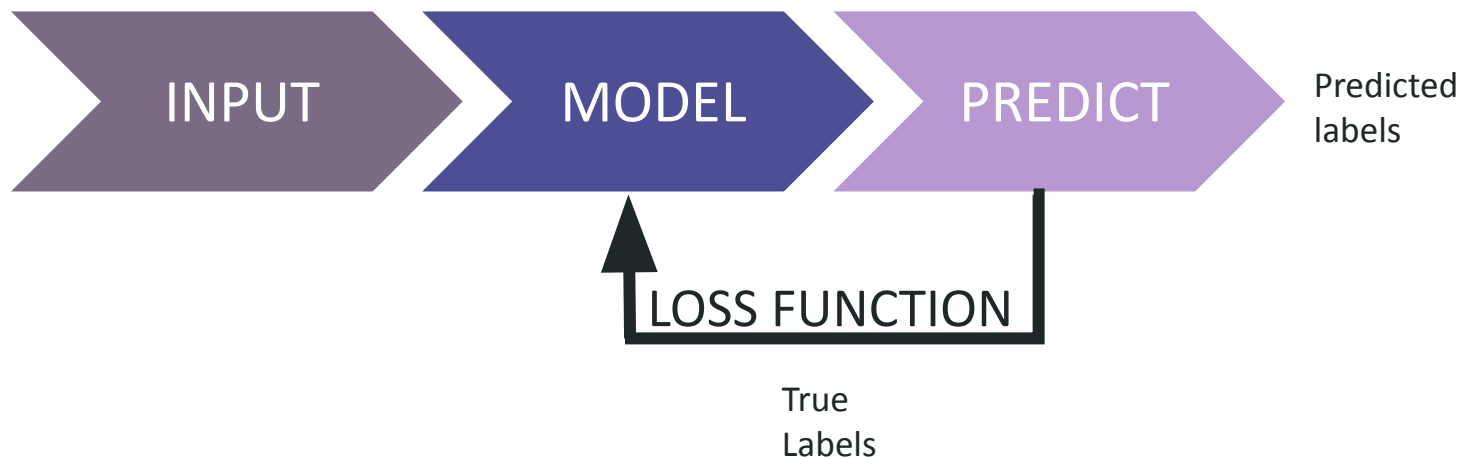 INPUT
MODEL
PREDICT
Predicted
labels
LOSS FUNCTION
True
Labels